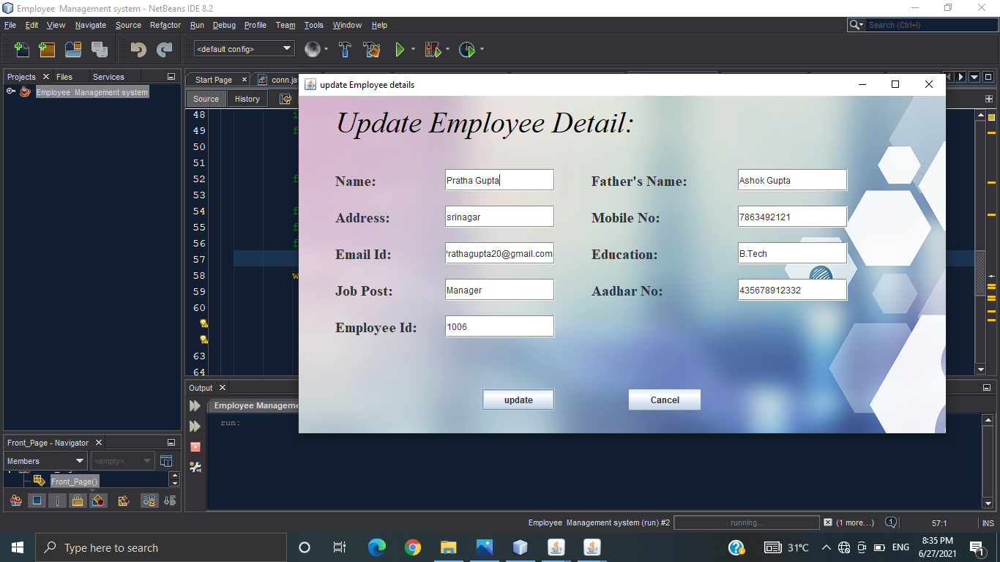 Employee  Management system - NetBeans IDE 8.2
File Edit View Navigate Source Refactor Run Debug Profile Team Tools Window Help
Search (Ctrl+I)
<default config>
Projects Files Services
Start Page conn.ja
Employee  Management system
Source History
48
49
50
51
52
53
54
55
56
57
58
59
60
63
64
update Employee details
Update Employee Detail:
Name: Pratha Gupta Father's Name: Ashok Gupta
Address: srinagar Mobile No: 7863492121
Email Id: rathagupta20@gmail.com Education: B.Tech
Job Post: Manager Aadhar No: 435678912332
Employee Id: 1006
update Cancel
Output
Employee Manageme
run:
Front_Page - Navigator
Members <empty>
Front_Page()
Employee  Management system (run) #2 running... (1 more...) 1 57:1 INS
Type here to search
31°C ENG
8:35 PM
6/27/2021
1